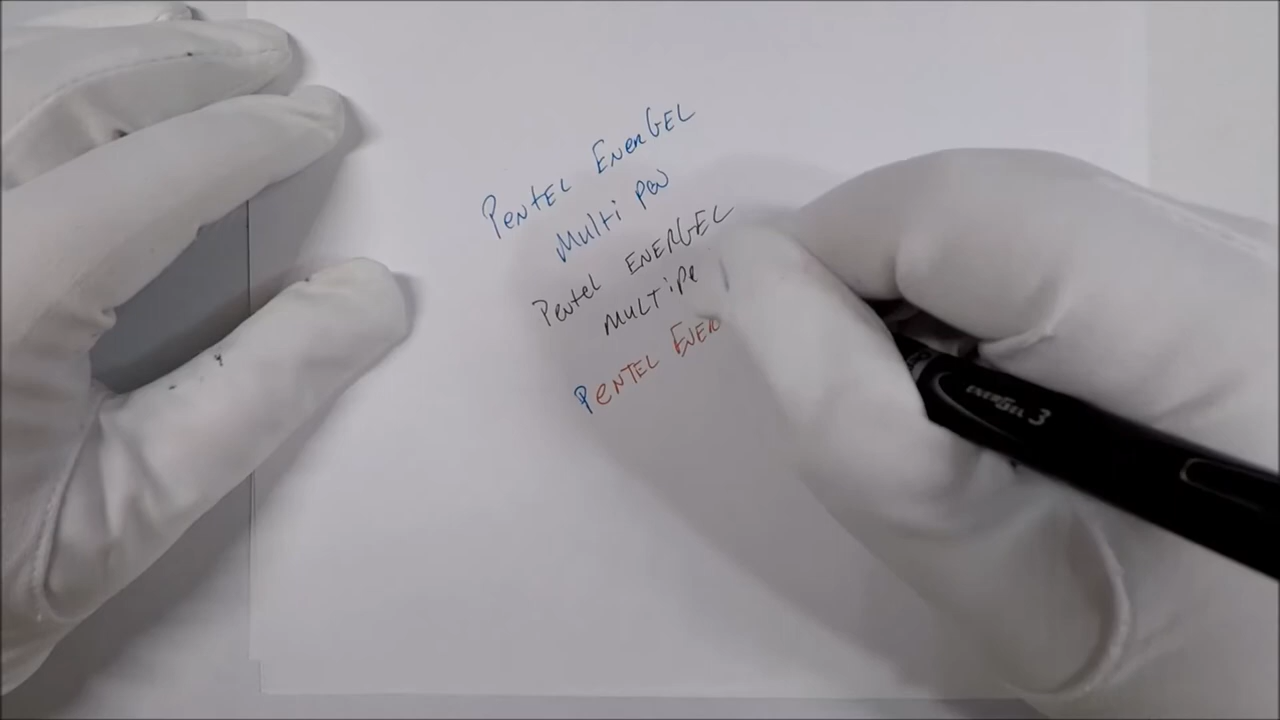 Pentel EnerGEL
Multi Pen
Pentel ENERGEL
MultiPe
PENTEL ENER
ENERGEL 3